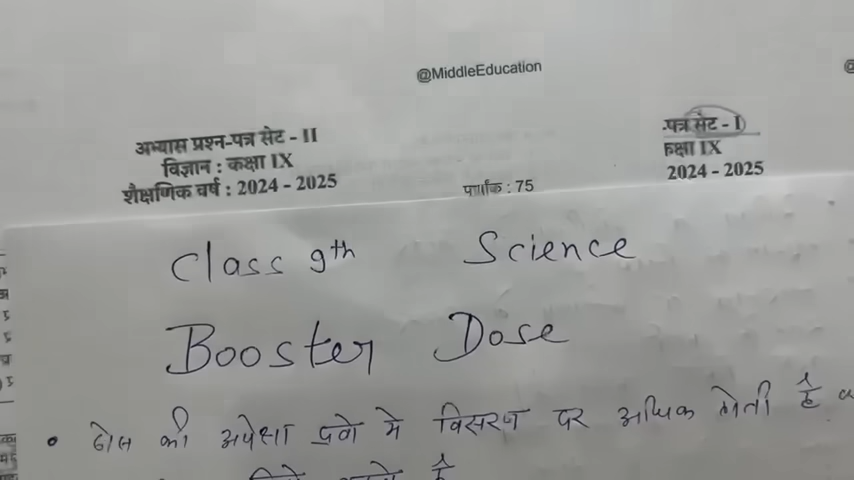 @MiddleEducation
अभ्यास प्रश्न-पत्र सेट - II
विज्ञान : कक्षा IX
शैक्षणिक वर्ष : 2024 - 2025
पूर्णांक : 75
-पत्र सेट - I
कक्षा IX
2024 - 2025
Class 9th Science
Booster Dose
• ठोस की अपेक्षा द्रवो मे विसरण दर अधिक होती है
है